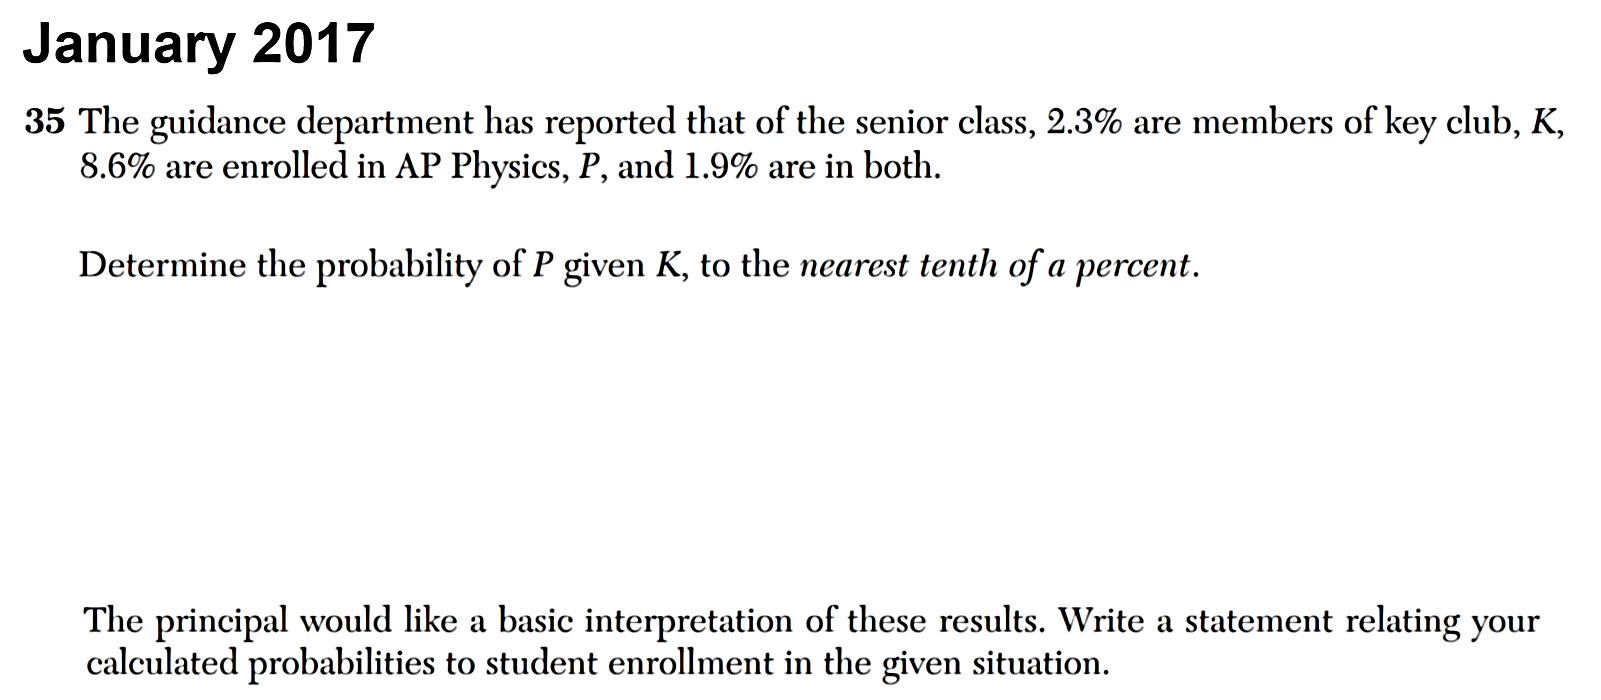 January 2017
35 The guidance department has reported that of the senior class, 2.3% are members of key club, K,
8.6% are enrolled in AP Physics, P, and 1.9% are in both.
Determine the probability of P given K, to the nearest tenth of a percent.
The principal would like a basic interpretation of these results. Write a statement relating your
calculated probabilities to student enrollment in the given situation.